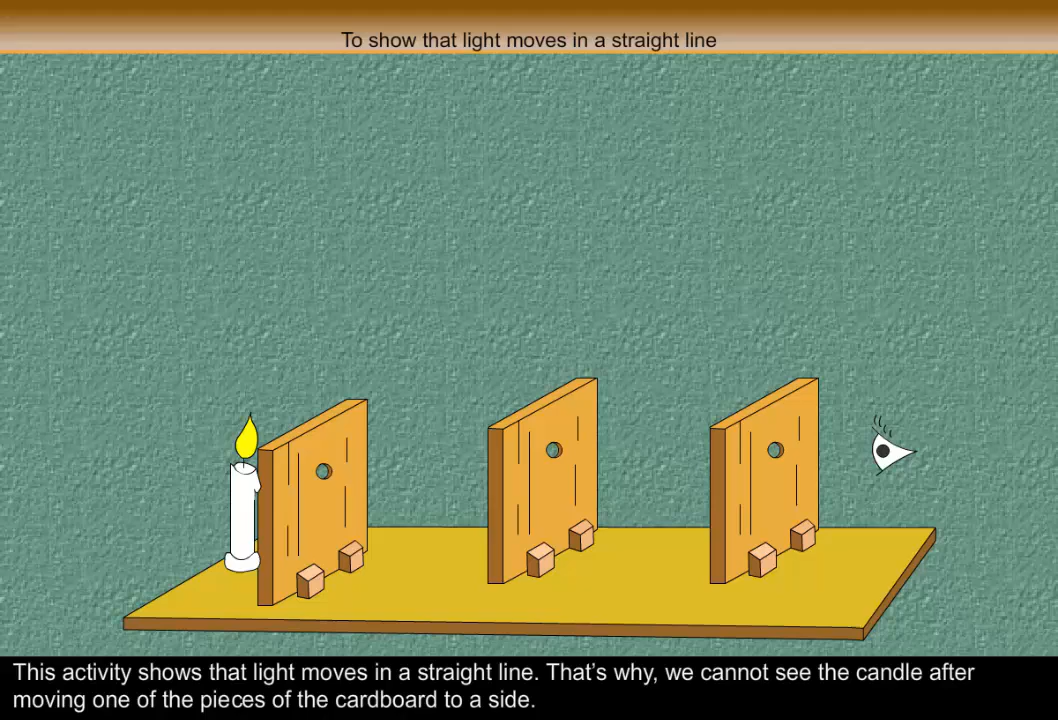 To show that light moves in a straight line
This activity shows that light moves in a straight line. That’s why, we cannot see the candle after
moving one of the pieces of the cardboard to a side.